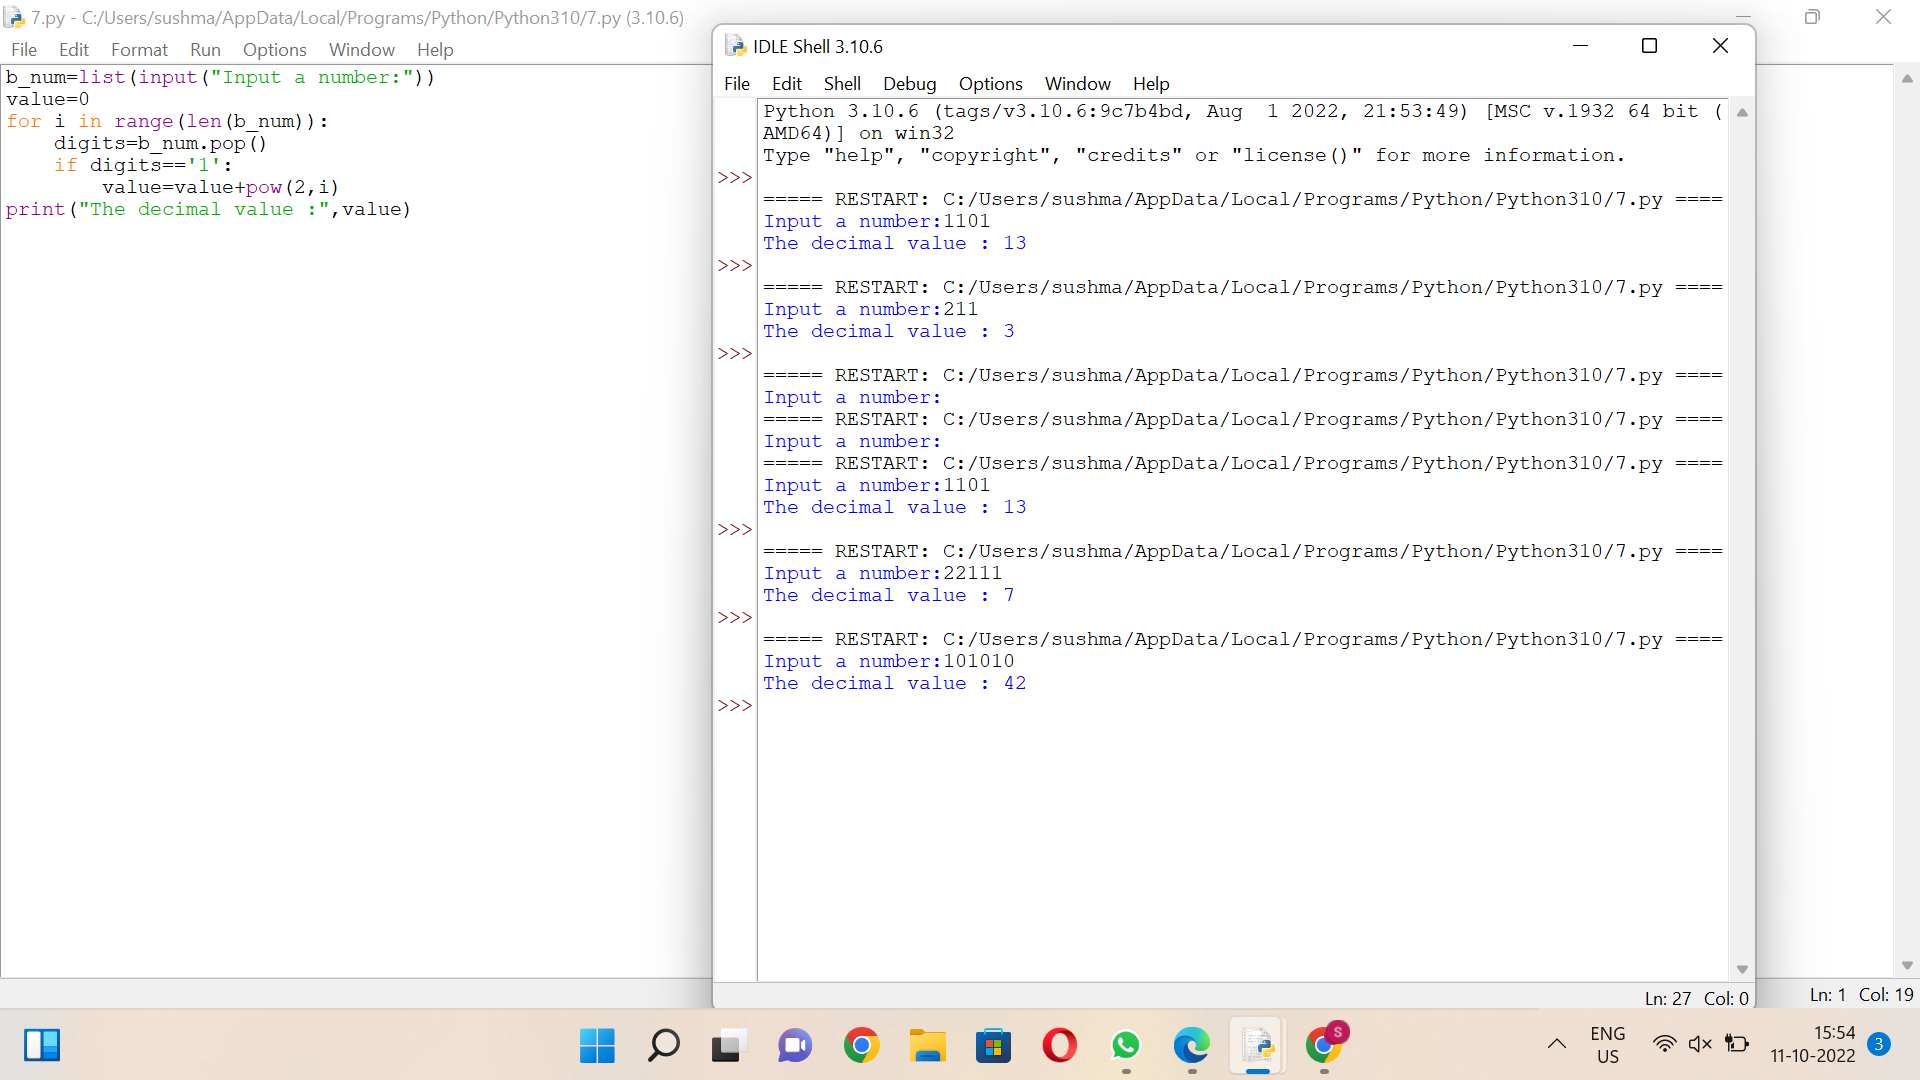 7.py - C:/Users/sushma/AppData/Local/Programs/Python/Python310/7.py (3.10.6)
File Edit Format Run Options Window Help
b_num=list(input("Input a number:"))
value=0
for i in range(len(b_num)):
    digits=b_num.pop()
    if digits=='1':
        value=value+pow(2,i)
print("The decimal value :",value)
IDLE Shell 3.10.6
File Edit Shell Debug Options Window Help
Python 3.10.6 (tags/v3.10.6:9c7b4bd, Aug  1 2022, 21:53:49) [MSC v.1932 64 bit (
AMD64)] on win32
Type "help", "copyright", "credits" or "license()" for more information.
>>>
===== RESTART: C:/Users/sushma/AppData/Local/Programs/Python/Python310/7.py ====
Input a number:1101
The decimal value : 13
>>>
===== RESTART: C:/Users/sushma/AppData/Local/Programs/Python/Python310/7.py ====
Input a number:211
The decimal value : 3
>>>
===== RESTART: C:/Users/sushma/AppData/Local/Programs/Python/Python310/7.py ====
Input a number:
===== RESTART: C:/Users/sushma/AppData/Local/Programs/Python/Python310/7.py ====
Input a number:
===== RESTART: C:/Users/sushma/AppData/Local/Programs/Python/Python310/7.py ====
Input a number:1101
The decimal value : 13
>>>
===== RESTART: C:/Users/sushma/AppData/Local/Programs/Python/Python310/7.py ====
Input a number:22111
The decimal value : 7
>>>
===== RESTART: C:/Users/sushma/AppData/Local/Programs/Python/Python310/7.py ====
Input a number:101010
The decimal value : 42
>>>
Ln: 27 Col: 0
Ln: 1 Col: 19
S
ENG
US
15:54
11-10-2022
3